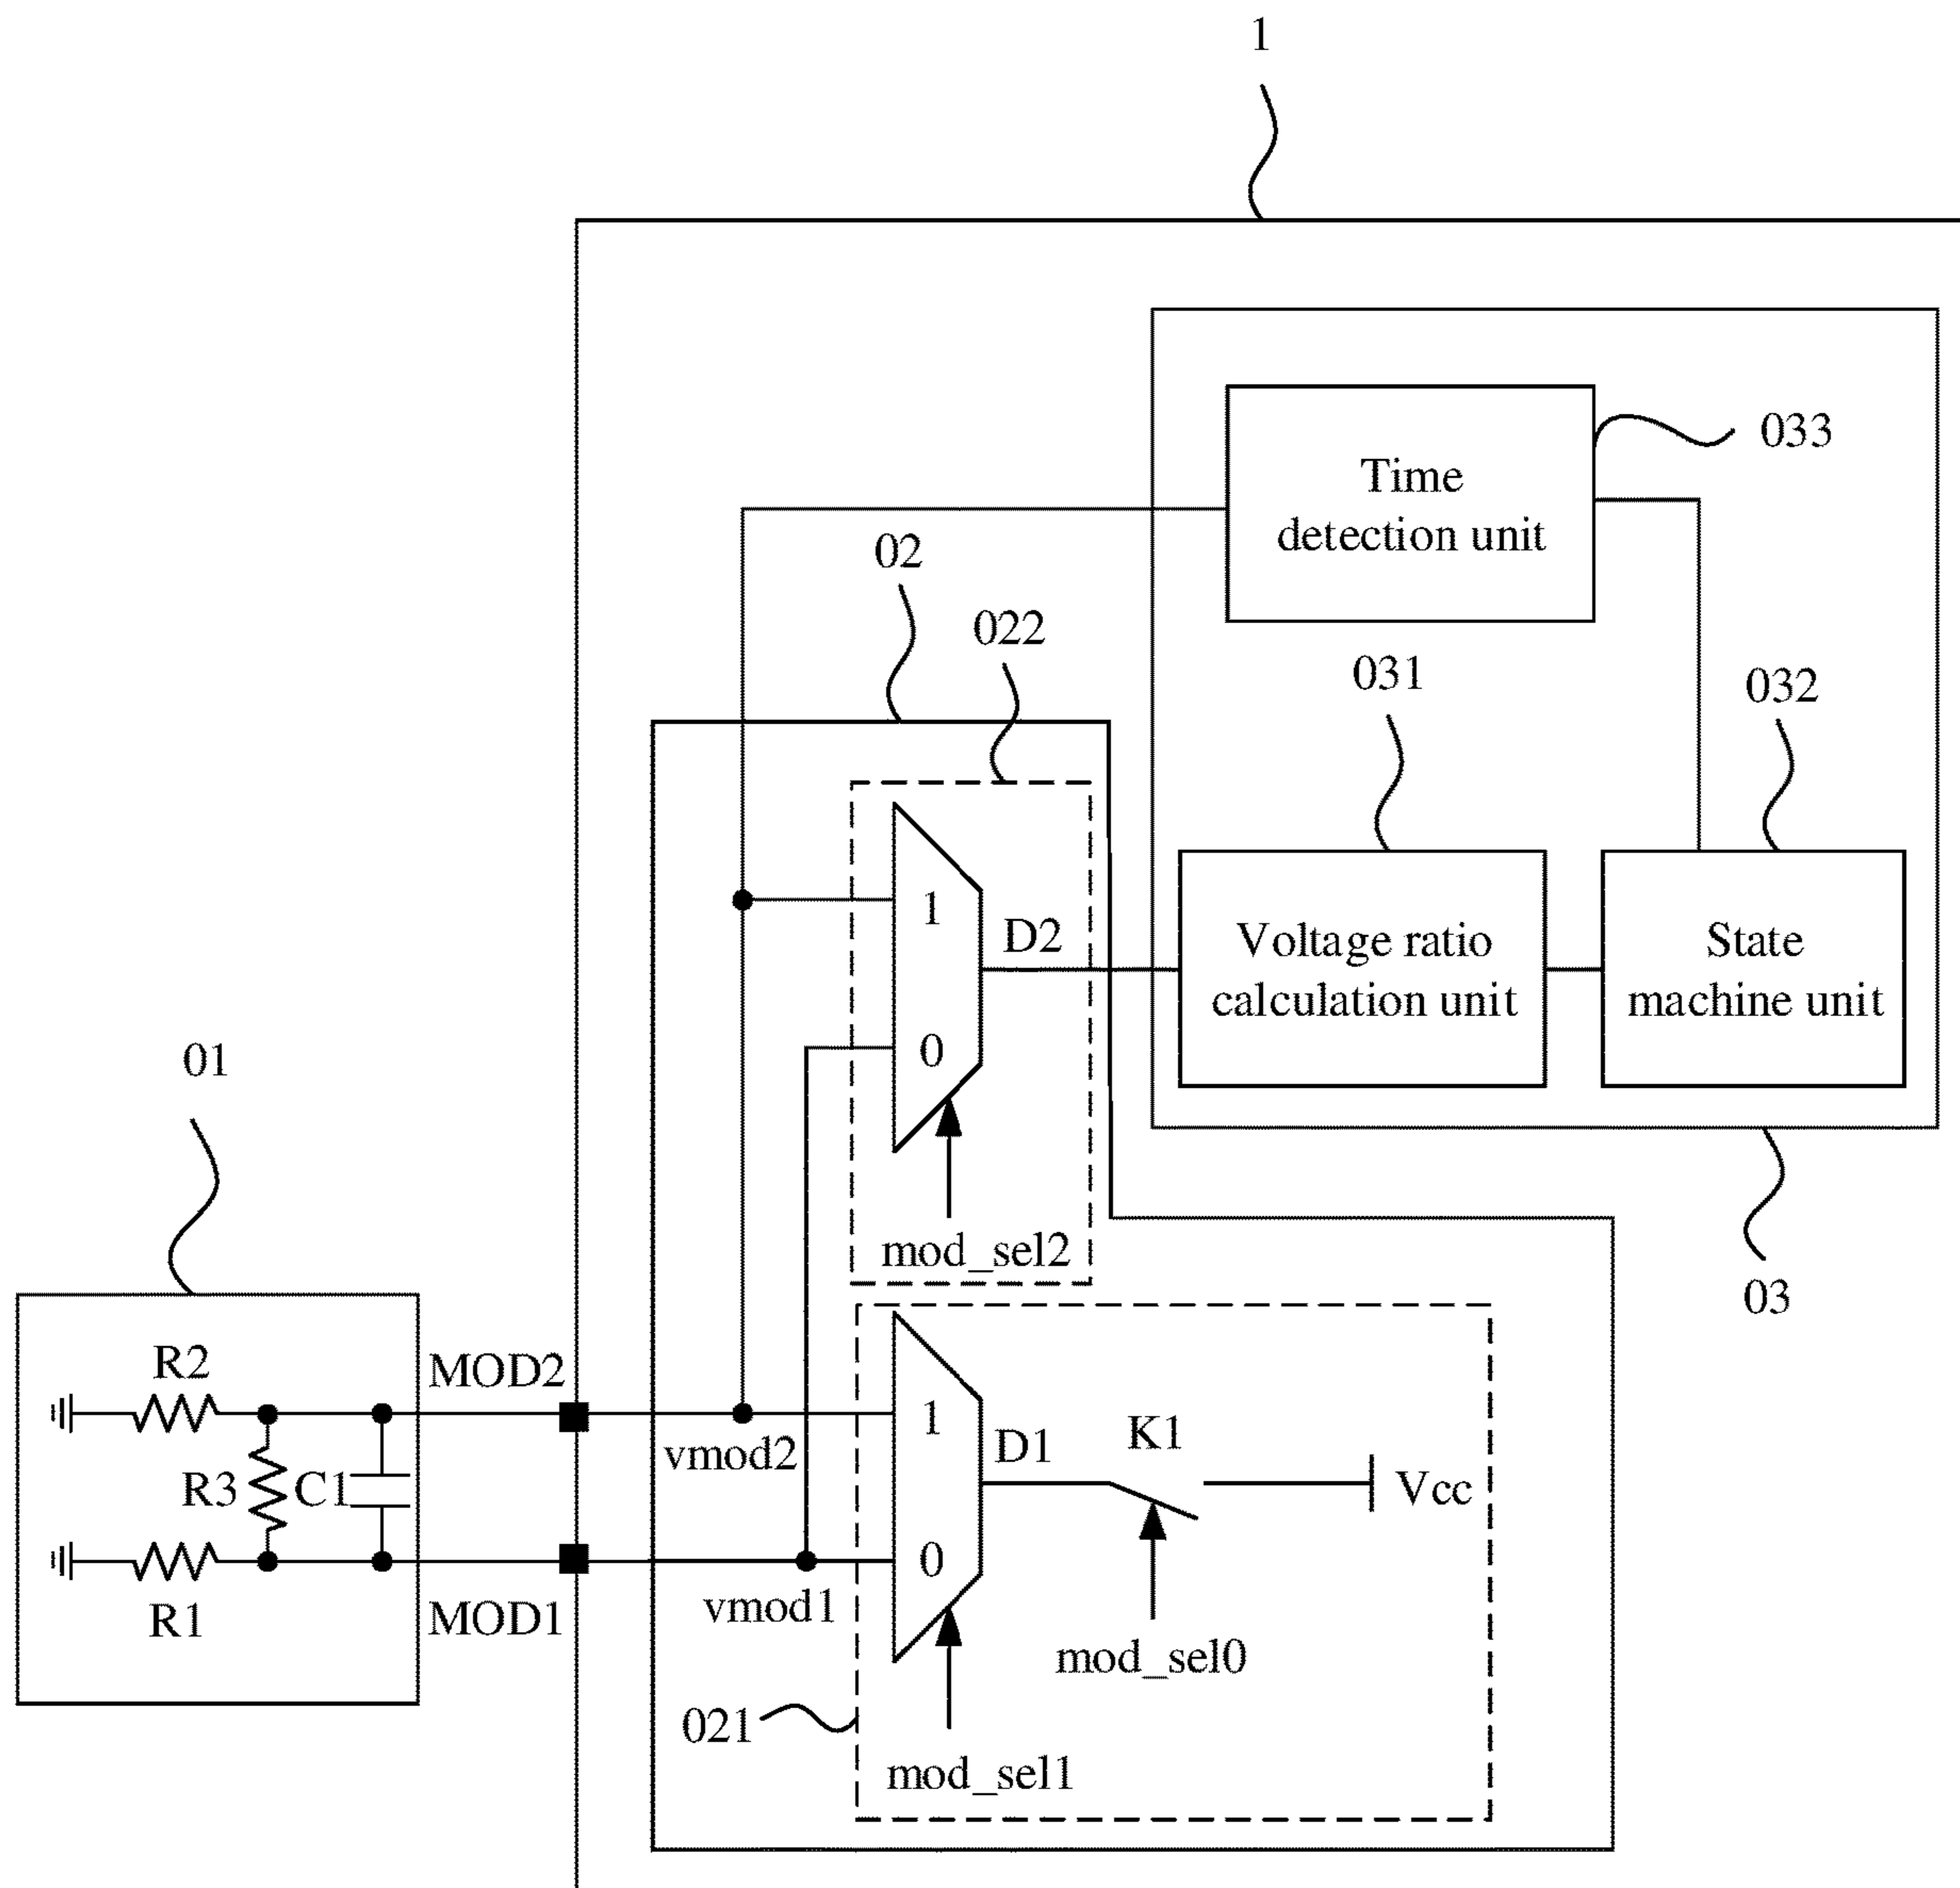 1
033
Time
detection unit
02
022
031
032
1
D2
0
Voltage ratio
calculation unit
State
machine unit
mod_sel2
01
03
R2
MOD2
R3
C1
R1
MOD1
vmod2
vmod1
1
D1
K1
Vcc
0
mod_sel0
021
mod_sel1